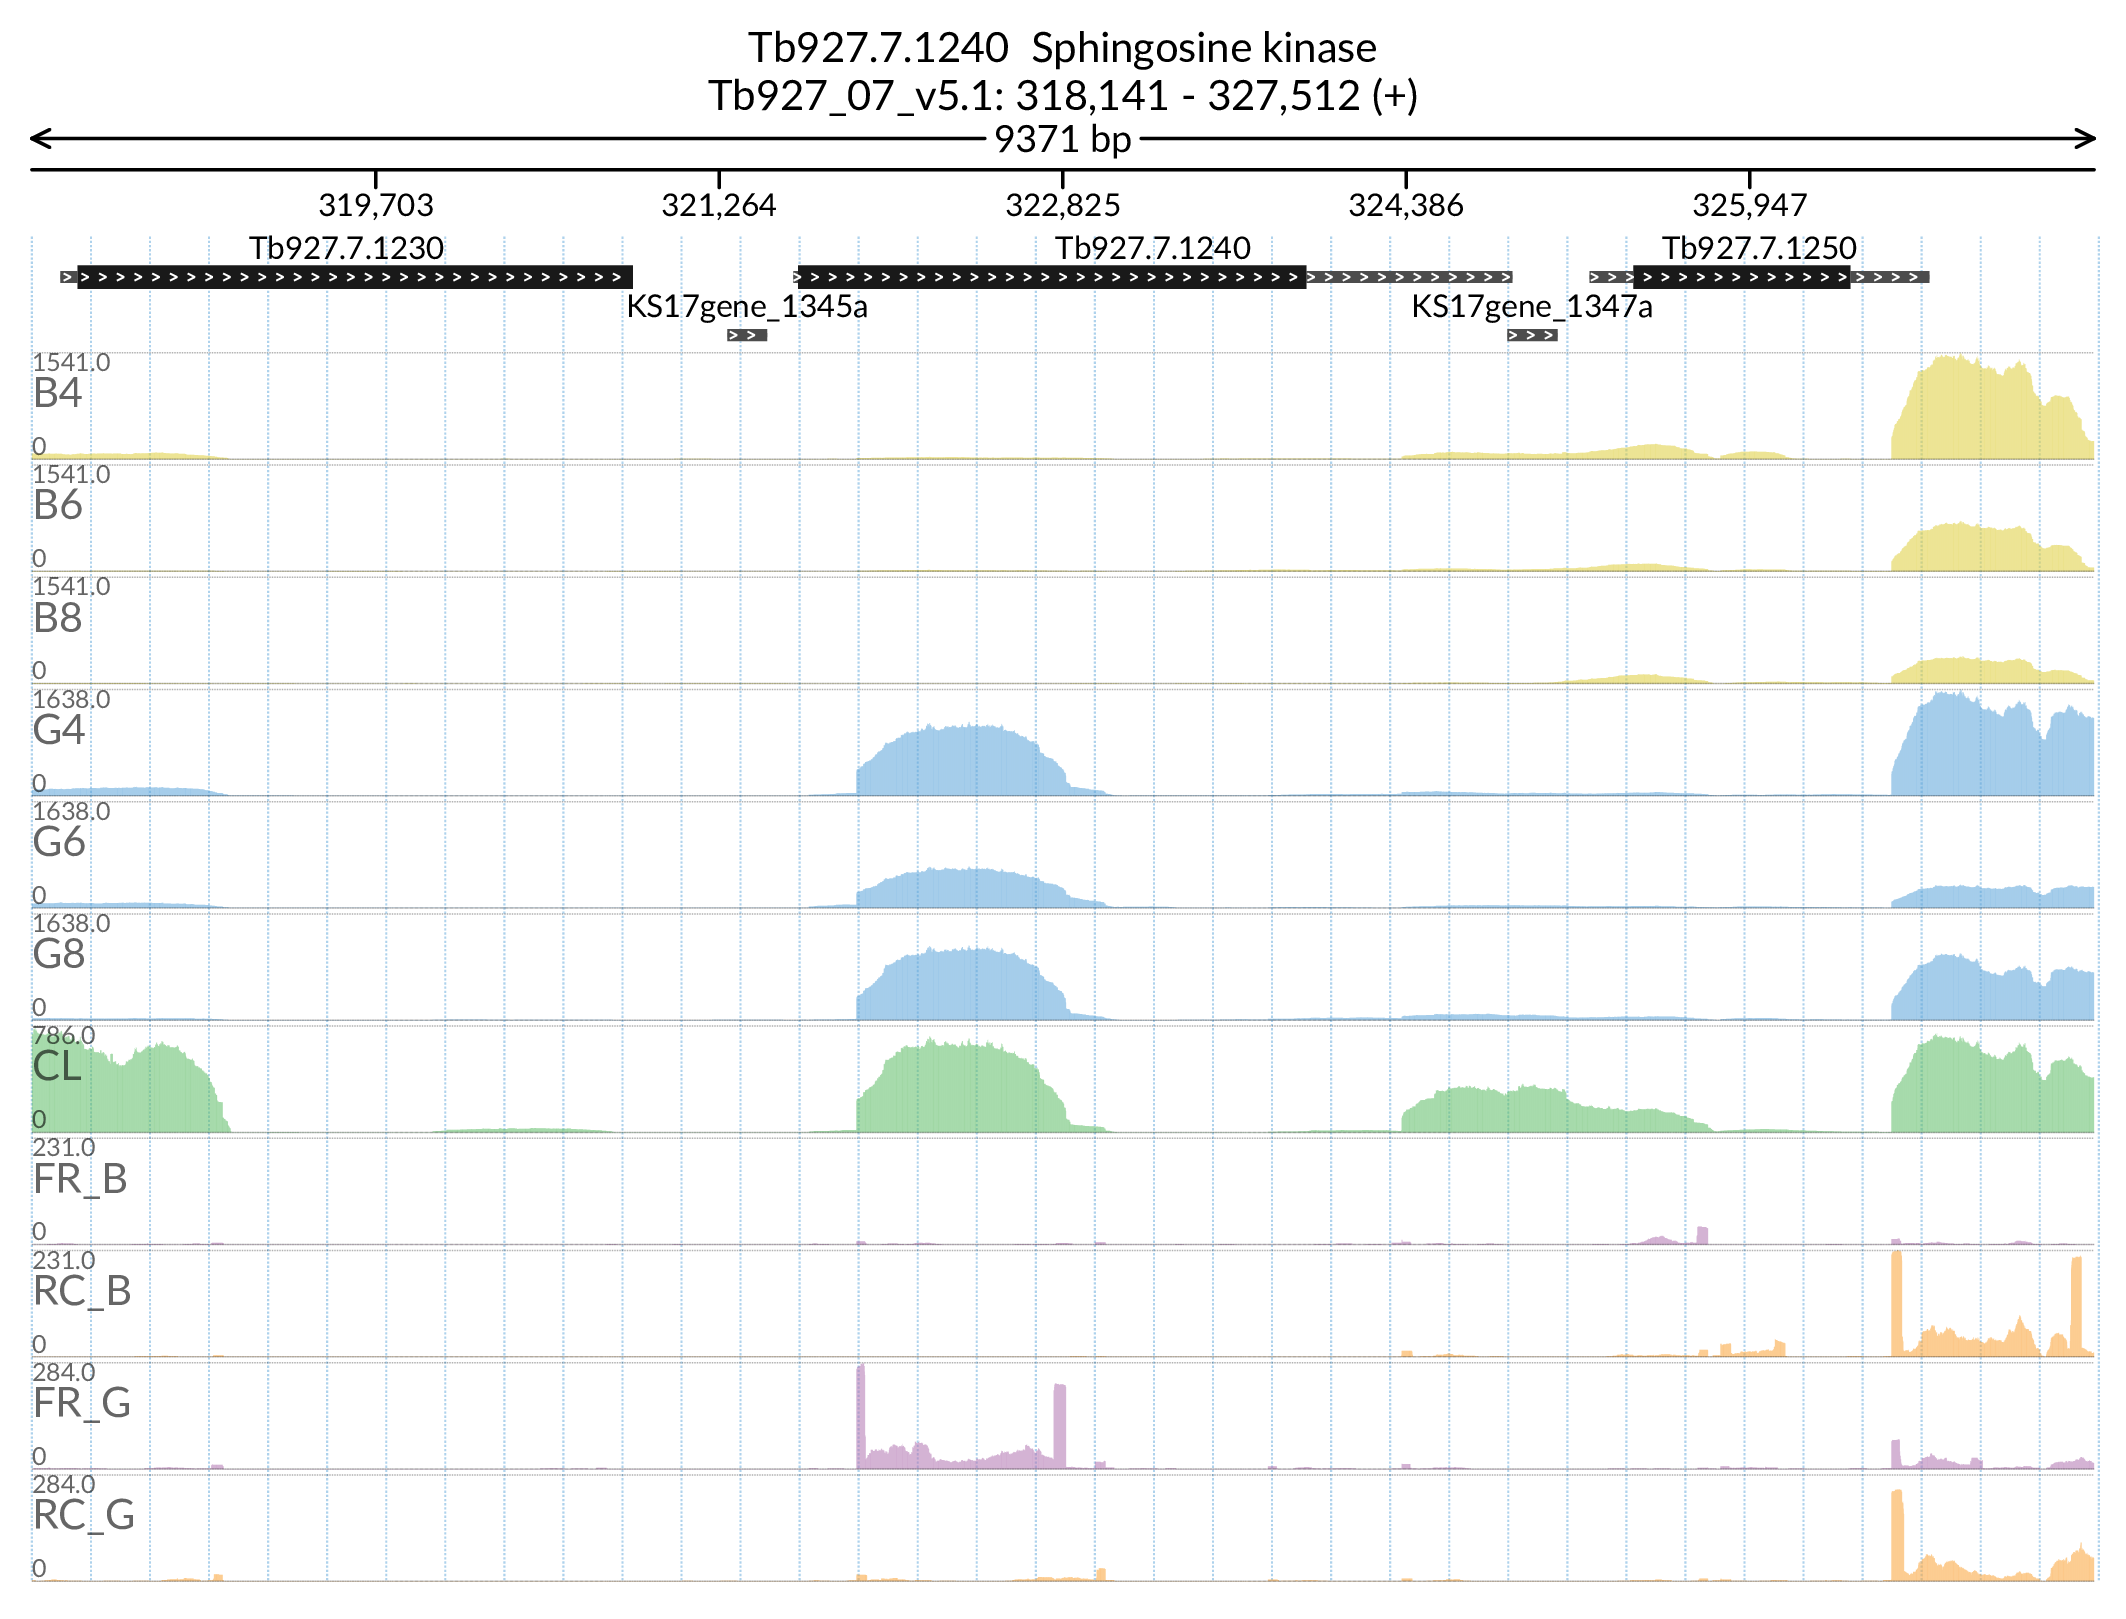 Tb927.7.1240  Sphingosine kinase
Tb927_07_v5.1: 318,141 - 327,512 (+)
9371 bp
319,703 321,264 322,825 324,386 325,947
Tb927.7.1230 Tb927.7.1240 Tb927.7.1250
KS17gene_1345a KS17gene_1347a
1541.0
B4
0
1541.0
B6
0
1541.0
B8
0
1638.0
G4
0
1638.0
G6
0
1638.0
G8
0
786.0
CL
0
231.0
FR_B
0
231.0
RC_B
0
284.0
FR_G
0
284.0
RC_G
0